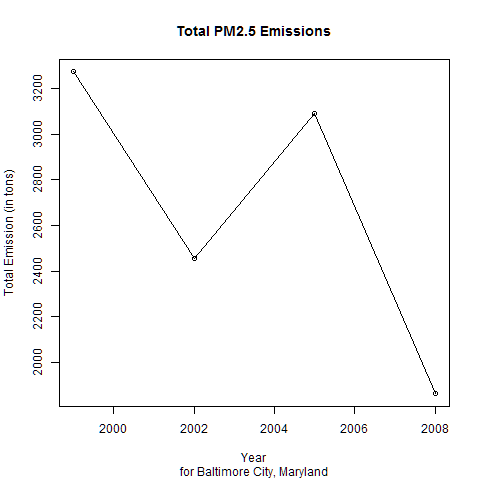 Total PM2.5 Emissions
Total Emission (in tons)
3200
3000
2800
2600
2400
2200
2000
2000 2002 2004 2006 2008
Year
for Baltimore City, Maryland